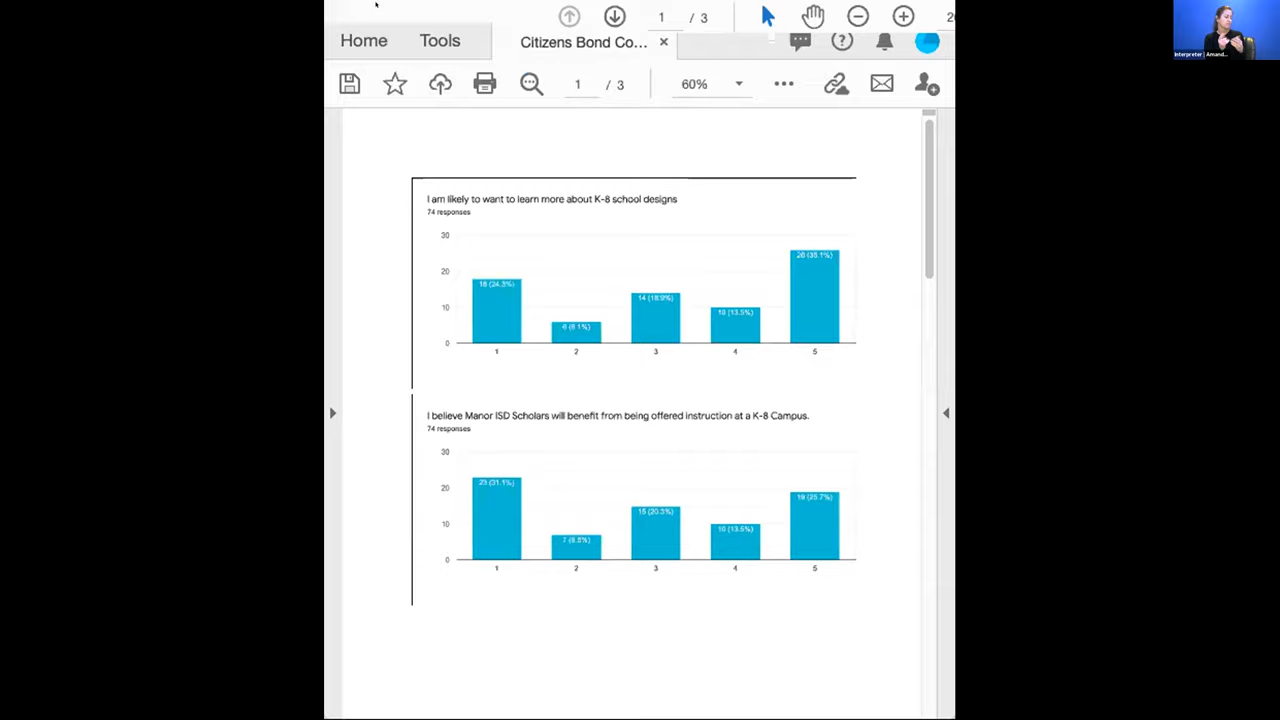 1 / 3
Home Tools Citizens Bond Co...
1 / 3 60%
Interpreter | Amand...
I am likely to want to learn more about K-8 school designs
74 responses
30
20
10
0
18 (24.3%)
6 (8.1%)
14 (18.9%)
10 (13.5%)
26 (35.1%)
1 2 3 4 5
I believe Manor ISD Scholars will benefit from being offered instruction at a K-8 Campus.
74 responses
30
20
10
0
23 (31.1%)
7 (9.5%)
15 (20.3%)
10 (13.5%)
19 (25.7%)
1 2 3 4 5